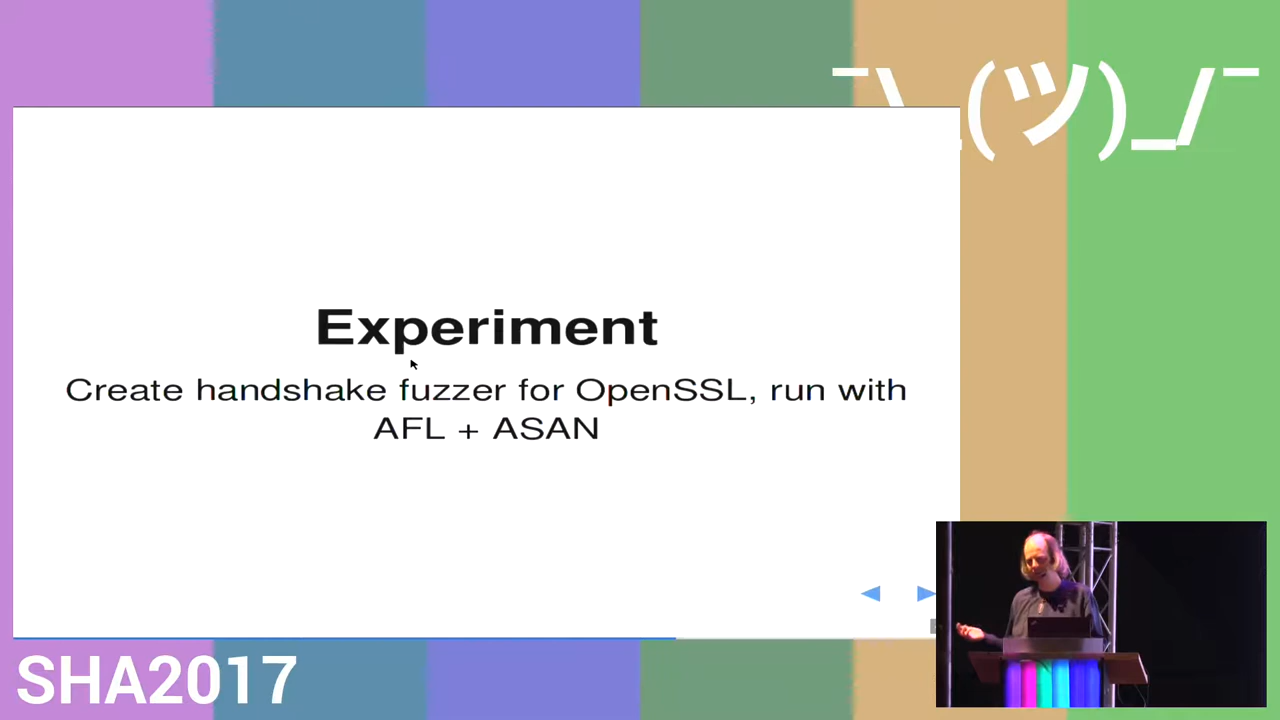 ¯\_(ツ)_/¯
Experiment
Create handshake fuzzer for OpenSSL, run with
AFL + ASAN
SHA2017